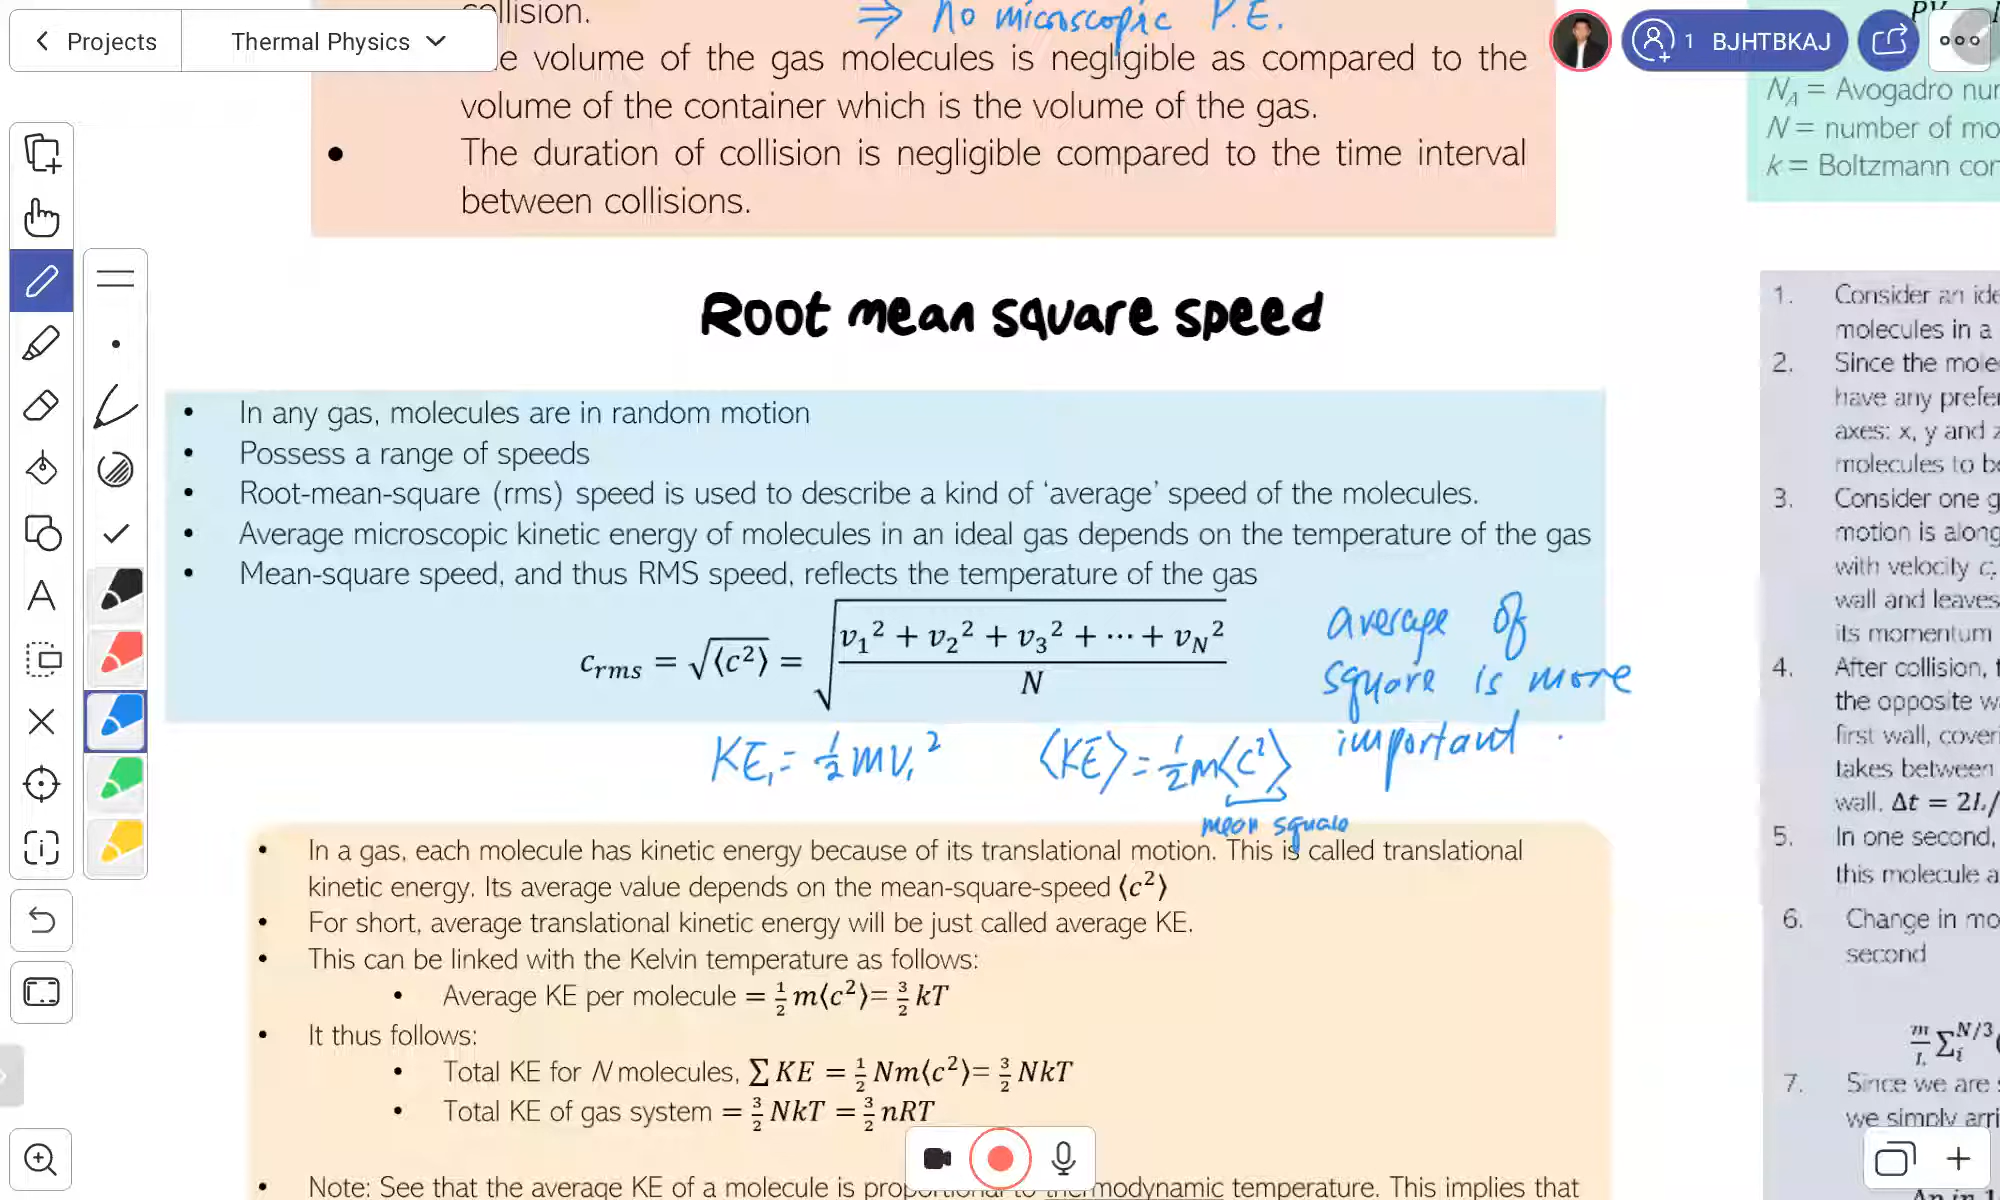 collision.
⇒ no microscopic P.E.
Projects
Thermal Physics
1 BJHTBKAJ
volume of the gas molecules is negligible as compared to the
volume of the container which is the volume of the gas.
• The duration of collision is negligible compared to the time interval
between collisions.
N_A = Avogadro
N =  number of
k = Boltzmann
Root mean square speed
• In any gas, molecules are in random motion
• Possess a range of speeds
• Root-mean-square (rms) speed is used to describe a kind of ‘average’ speed of the molecules.
• Average microscopic kinetic energy of molecules in an ideal gas depends on the temperature of the gas
• Mean-square speed, and thus RMS speed, reflects the temperature of the gas
c_rms = √⟨c²⟩ = √((v₁² + v₂² + v₃² + ⋯ + v_N²)/N)
average of
square is more
important .
KE₁ = ½mv₁²
⟨KE⟩ = ½m⟨c²⟩
mean square
• In a gas, each molecule has kinetic energy because of its translational motion. This is called translational
kinetic energy. Its average value depends on the mean-square-speed ⟨c²⟩
• For short, average translational kinetic energy will be just called average KE.
• This can be linked with the Kelvin temperature as follows:
• Average KE per molecule = ½ m⟨c²⟩= 3/2 kT
• It thus follows:
• Total KE for N molecules, ∑ KE = ½ Nm⟨c²⟩= 3/2 NkT
• Total KE of gas system = 3/2 NkT = 3/2 nRT
• Note: See that the average KE of a molecule is proportional to thermodynamic temperature. This implies that
1. Consider an
molecules in a
2. Since the
have any
axes: x, y and
molecules to
3. Consider one
motion is along
with velocity
wall and leaves
its momentum
4. After collision,
the opposite
first wall,
takes between
wall. Δt = 2L/
5. In one second,
this molecule
6. Change in
second
m/L ∑_i^N/3
7. Since we are
we simply